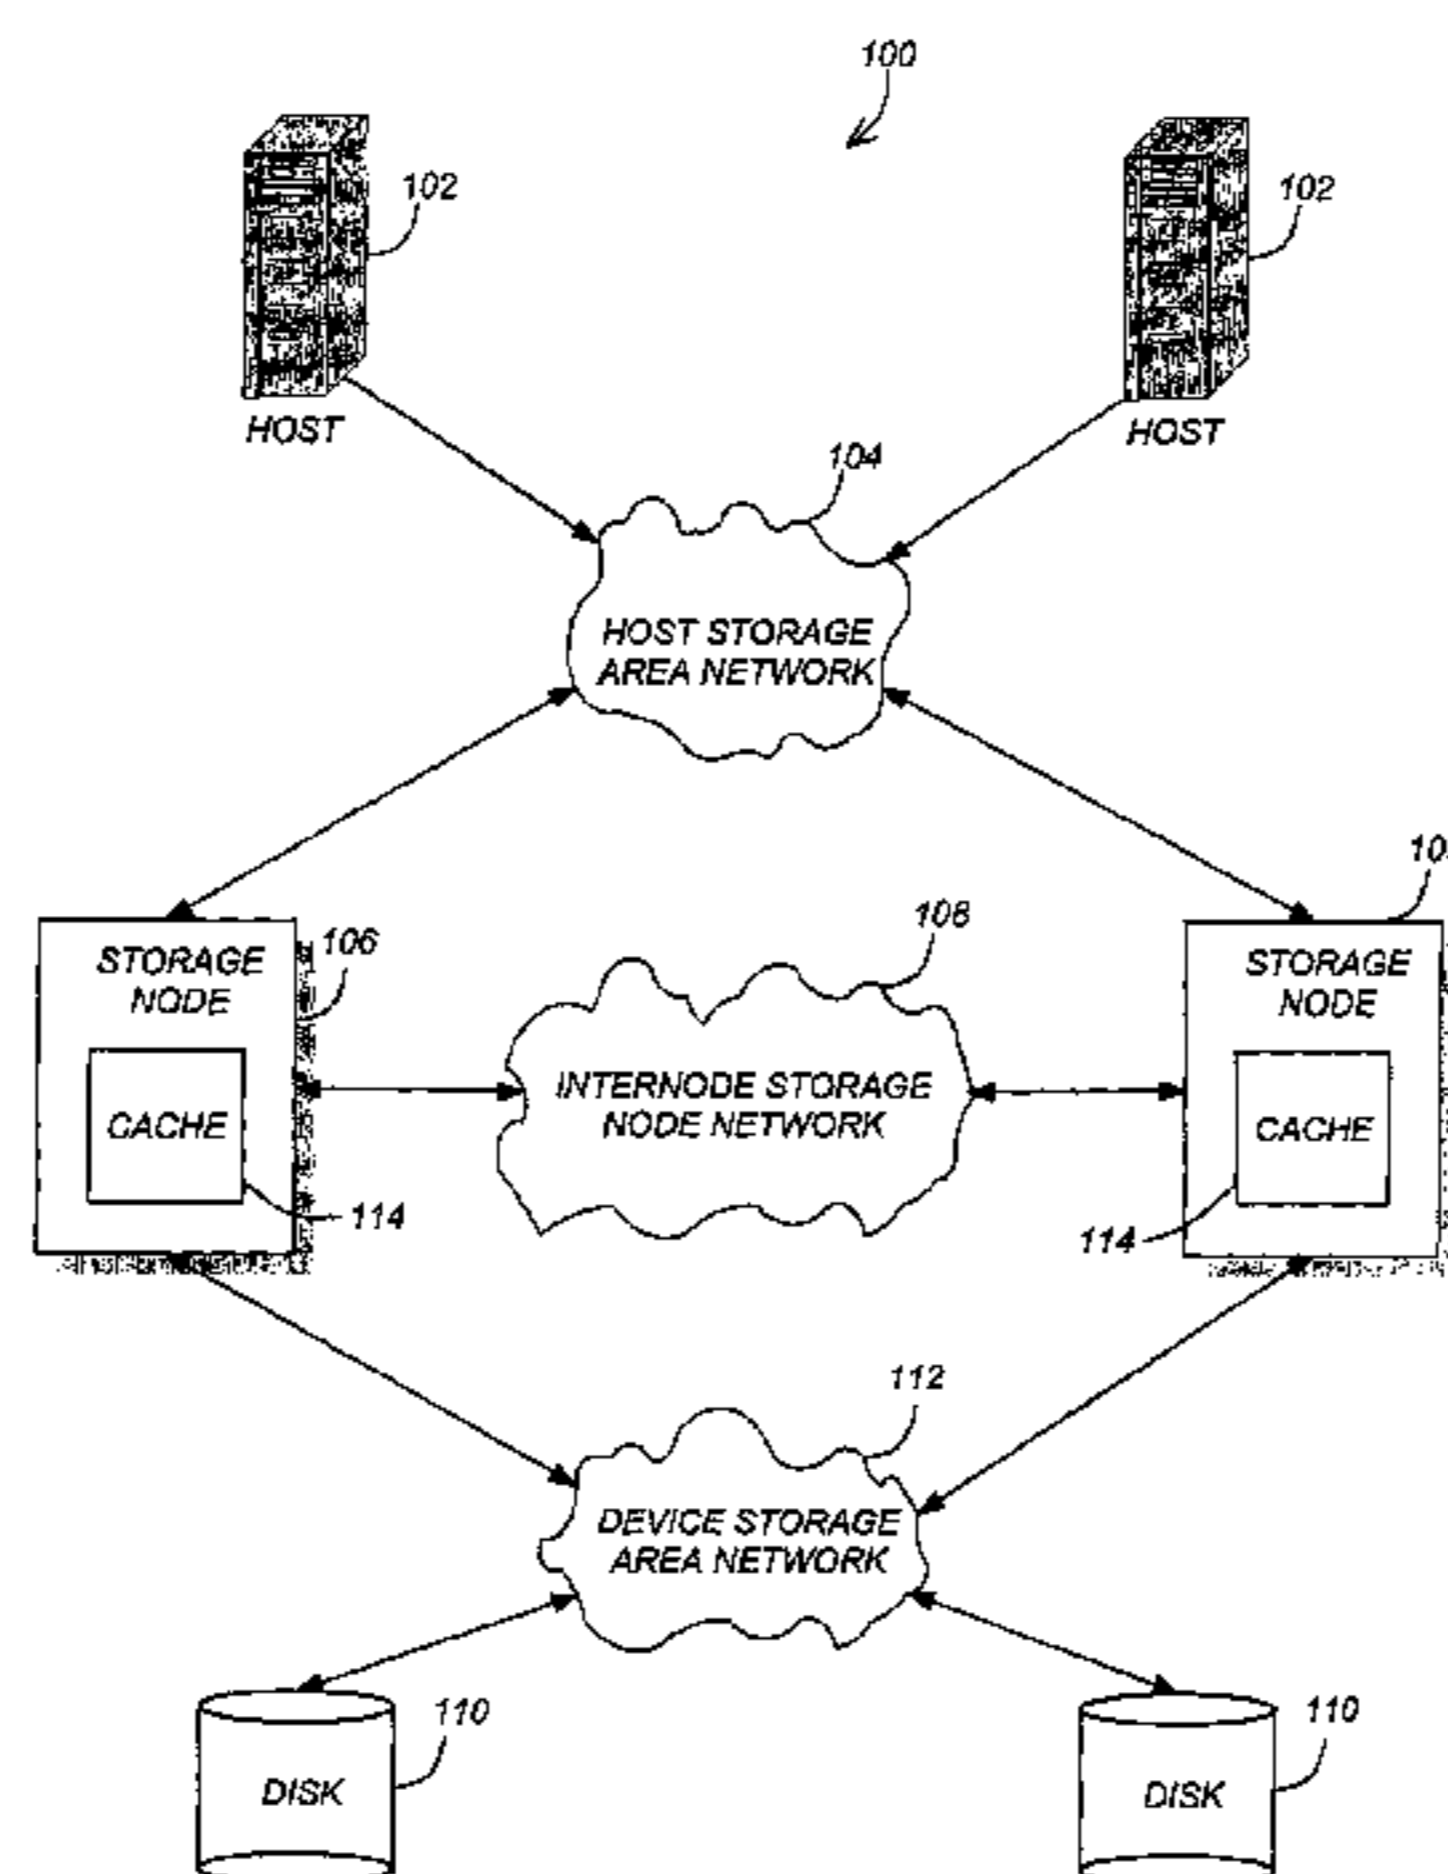 100
102
102
HOST
HOST
104
HOST STORAGE
AREA NETWORK
108
STORAGE
NODE
106
STORAGE
NODE
INTERNODE STORAGE
NODE NETWORK
CACHE
CACHE
114
114
112
DEVICE STORAGE
AREA NETWORK
110
110
DISK
DISK